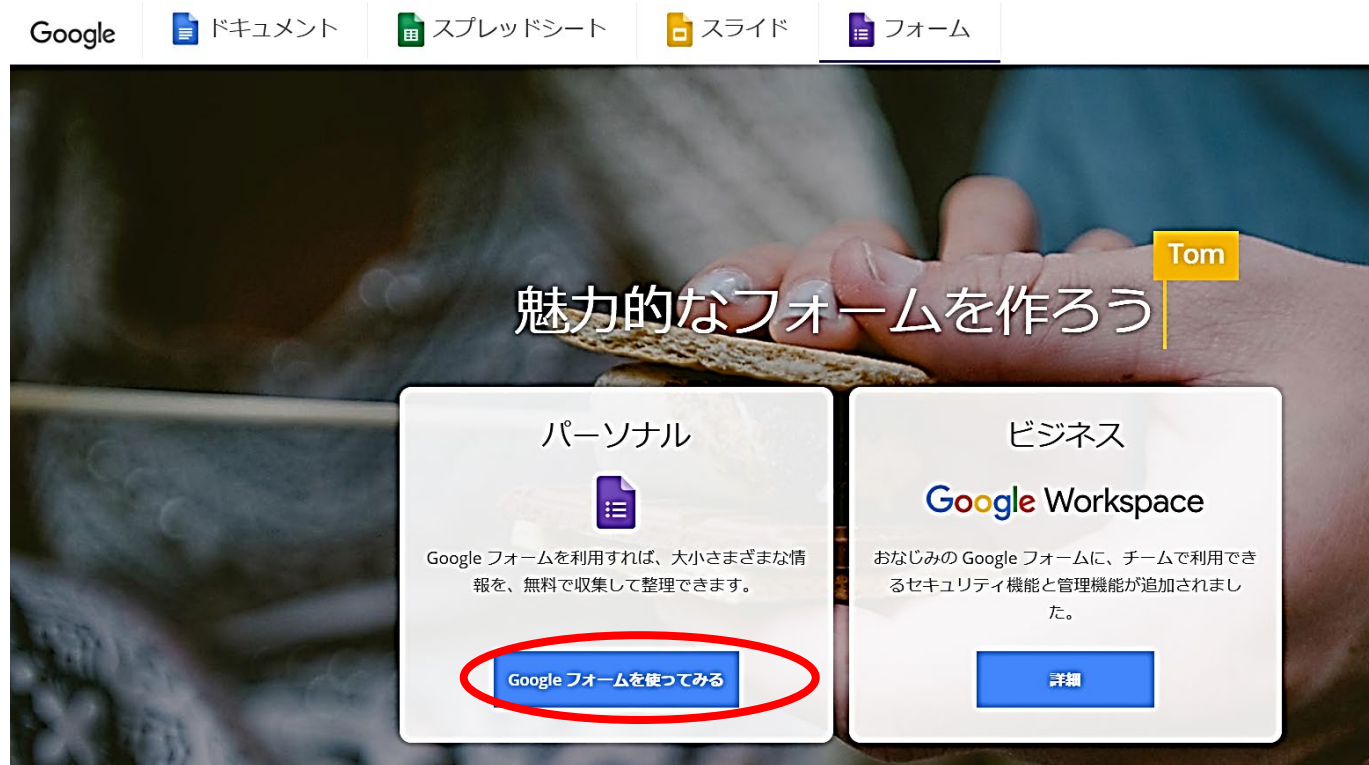 Google ドキュメント スプレッドシート スライド フォーム
Tom
魅力的なフォームを作ろう
パーソナル
Google フォームを利用すれば、大小さまざまな情
報を、無料で収集して整理できます。
Google フォームを使ってみる
ビジネス
Google Workspace
おなじみの Google フォームに、チームで利用でき
るセキュリティ機能と管理機能が追加されまし
た。
詳細